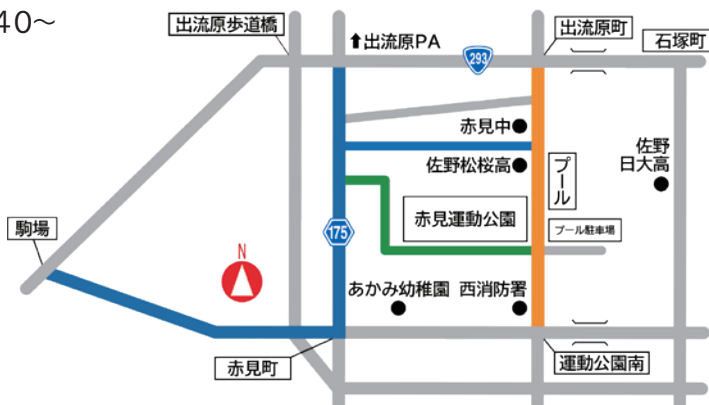 40～
出流原歩道橋
⬆出流原PA
293
出流原町
石塚町
赤見中●
佐野松桜高●
プール
佐野
日大高
赤見運動公園
プール駐車場
駒場
175
N
あかみ幼稚園
西消防署
赤見町
運動公園南